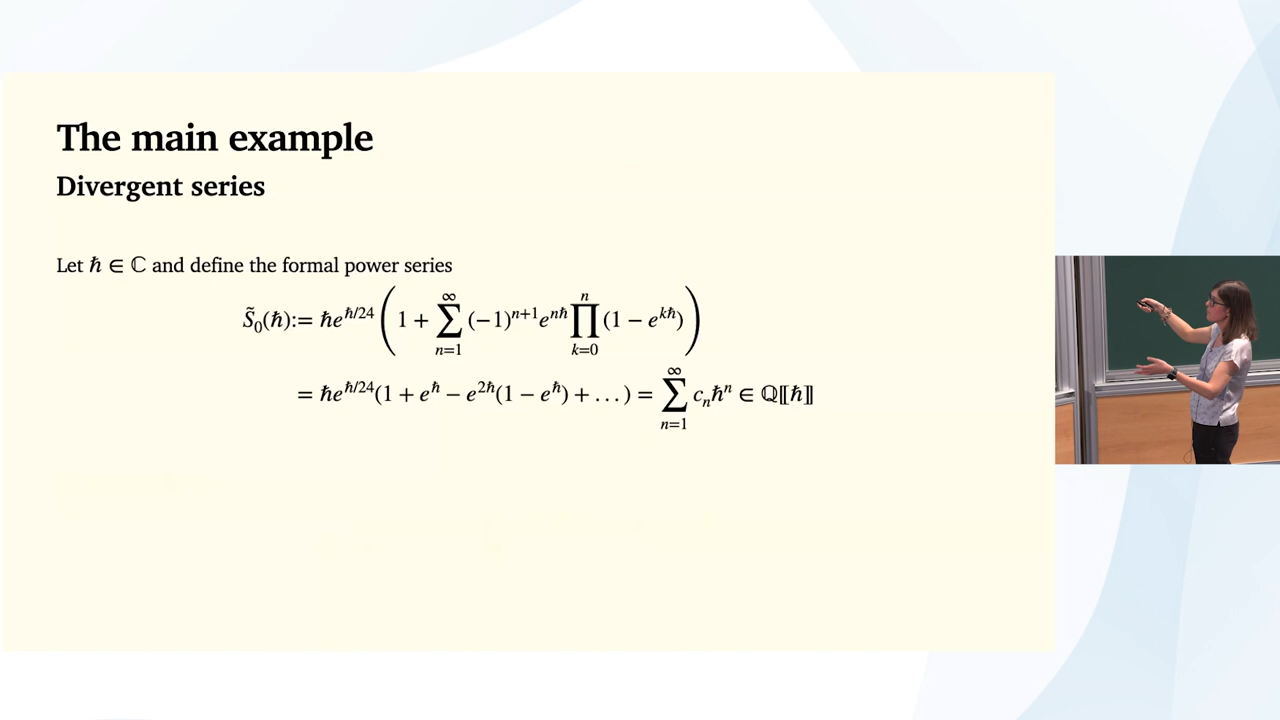 The main example
Divergent series
Let ℏ ∈ ℂ and define the formal power series
S̃₀(ℏ):= ℏe^{ℏ/24} ( 1 + ∑_{n=1}^{∞} (−1)^{n+1} e^{nℏ} ∏_{k=0}^{n} (1 − e^{kℏ}) )
= ℏe^{ℏ/24}(1 + e^{ℏ} − e^{2ℏ}(1 − e^{ℏ}) + . . . ) = ∑_{n=1}^{∞} c_n ℏ^n ∈ ℚ⟦ℏ⟧